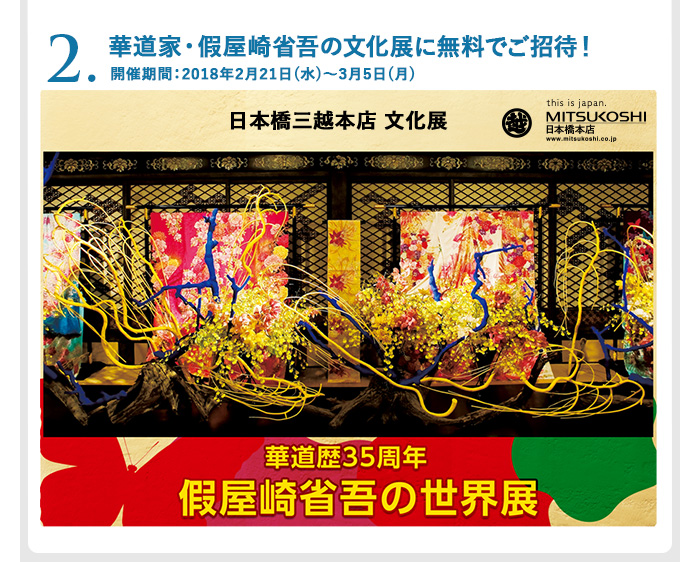 2. 華道家・假屋崎省吾の文化展に無料でご招待！
開催期間：2018年2月21日（水）～3月5日（月）
日本橋三越本店 文化展
越
this is japan.
MITSUKOSHI
日本橋本店
www.mitsukoshi.co.jp
華道歴35周年
假屋崎省吾の世界展